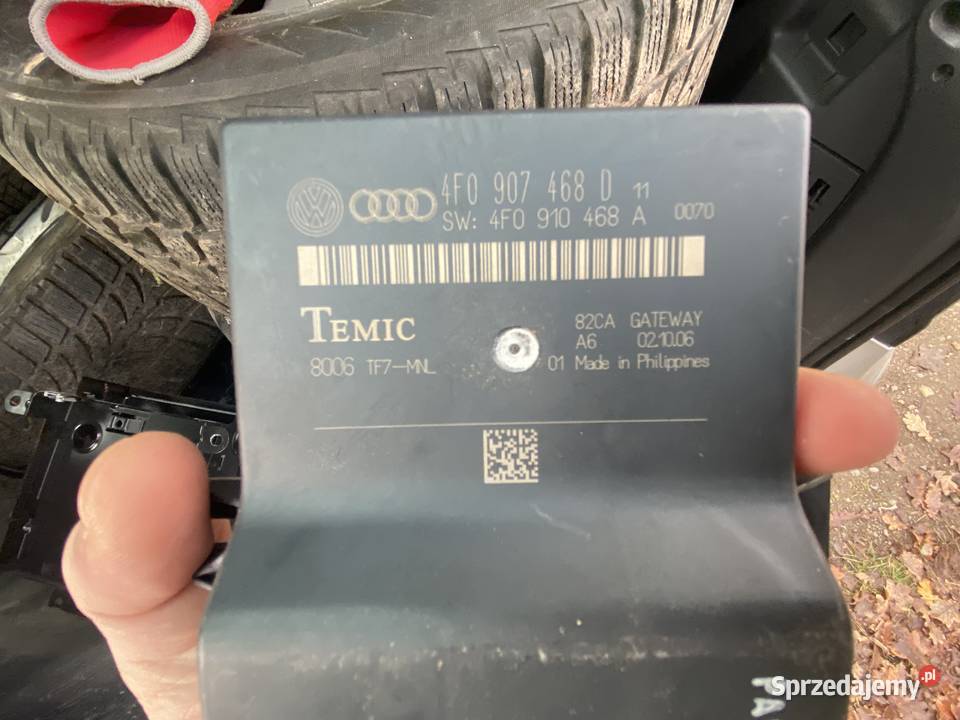 4F0 907 468 D 11
SW: 4F0 910 468 A 0070
TEMIC
82CA GATEWAY
A6 02.10.06
8006 TF7-MNL
01 Made in Philippines
PA
Sprzedajemy.pl